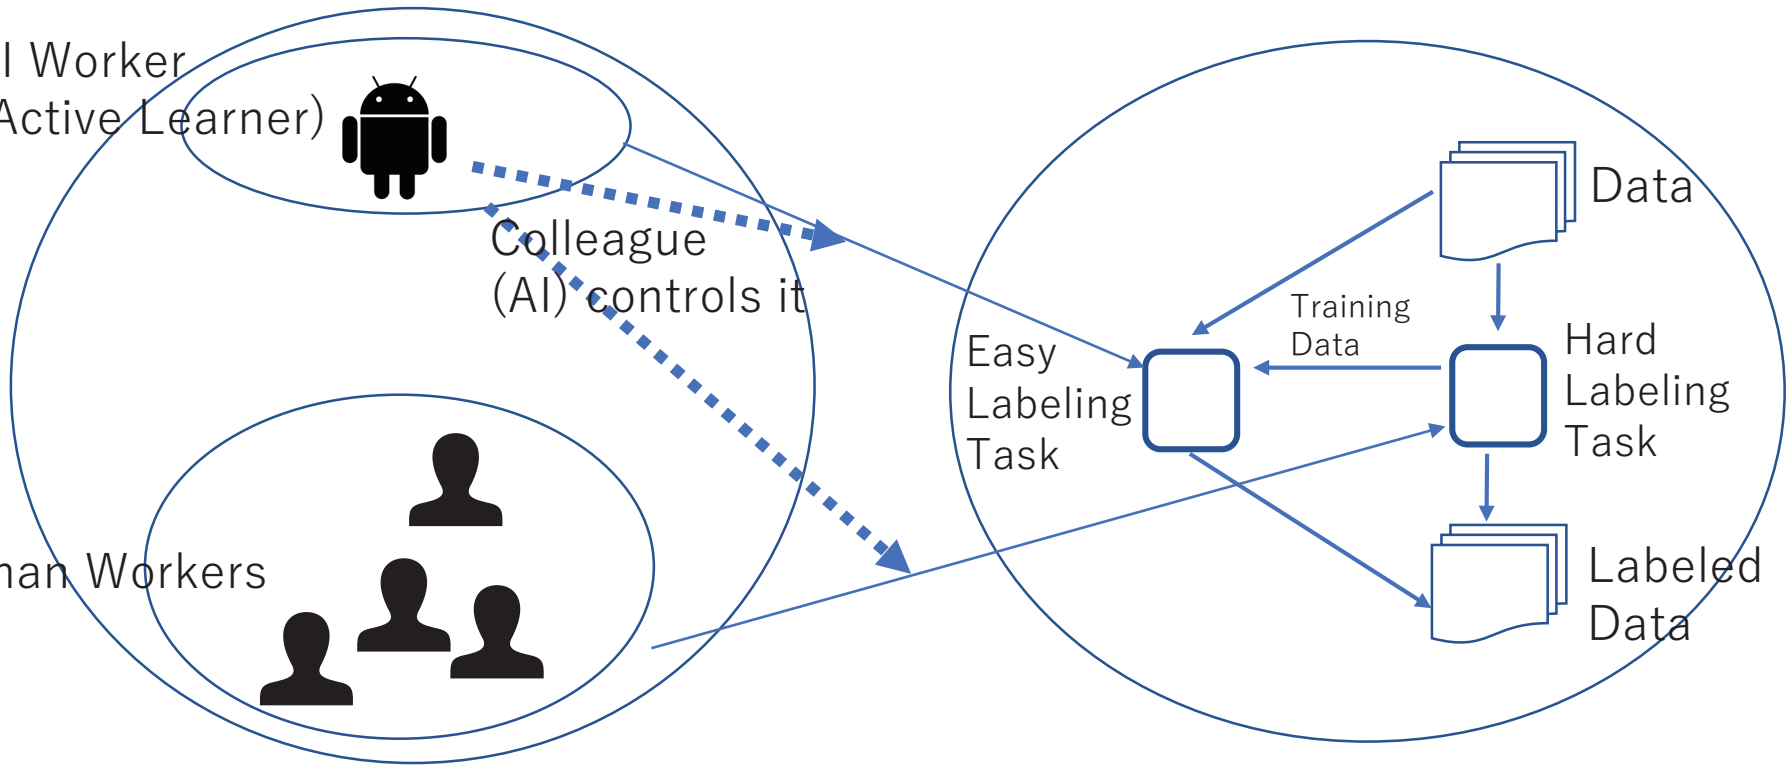 I Worker
Active Learner)
Colleague
(AI) controls it
man Workers
Data
Training
Data
Easy
Labeling
Task
Hard
Labeling
Task
Labeled
Data